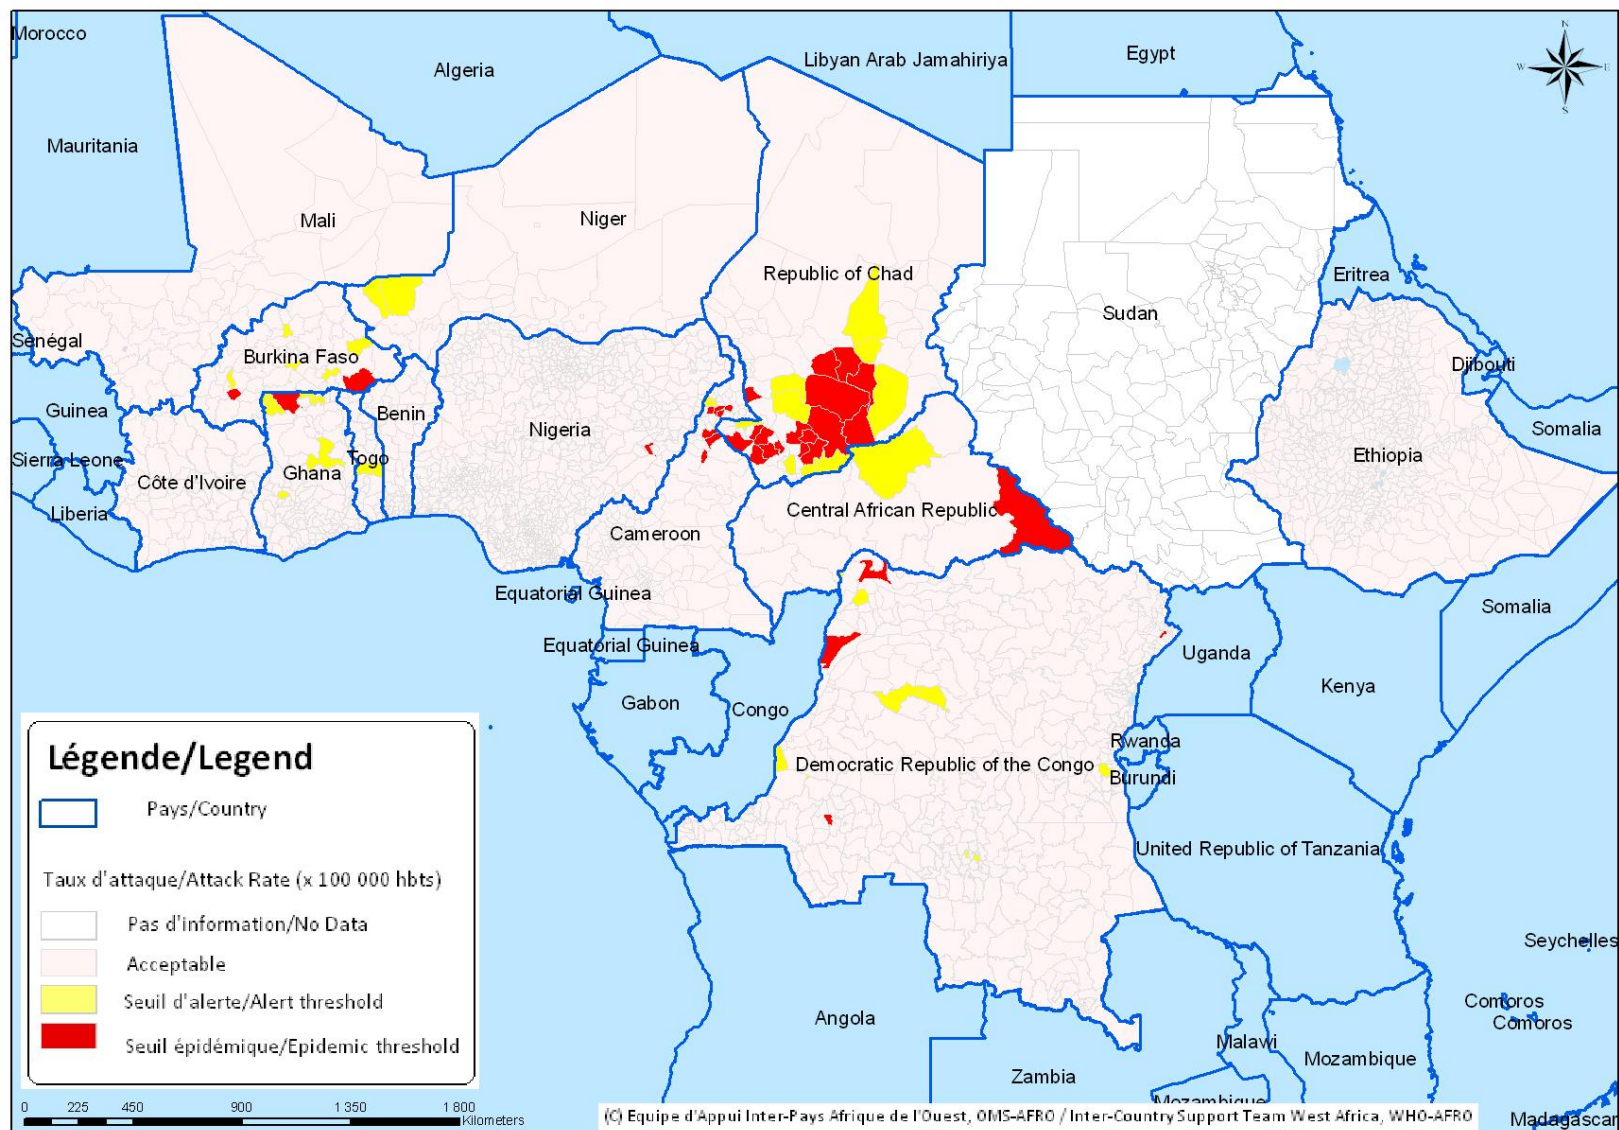 Morocco
Algeria
Libyan Arab Jamahiriya
Egypt
N
W
E
S
Mauritania
Mali
Niger
Republic of Chad
Sudan
Eritrea
Sénégal
Burkina Faso
Djibouti
Guinea
Benin
Nigeria
Somalia
Sierra Leone
Côte d'Ivoire
Ghana
Togo
Ethiopia
Liberia
Central African Republic
Cameroon
Equatorial Guinea
Somalia
Equatorial Guinea
Uganda
Gabon
Congo
Kenya
Rwanda
Democratic Republic of the Congo
Burundi
United Republic of Tanzania
Seychelles
Comoros
Comoros
Angola
Malawi
Mozambique
Zambia
Mozambique
Madagascar
Légende/Legend
Pays/Country
Taux d'attaque/Attack Rate (x 100 000 hbts)
Pas d'information/No Data
Acceptable
Seuil d'alerte/Alert threshold
Seuil épidémique/Epidemic threshold
0 225 450 900 1 350 1 800
Kilometers
(C) Equipe d'Appui Inter-Pays Afrique de l'Ouest, OMS-AFRO / Inter-Country Support Team West Africa, WHO-AFRO